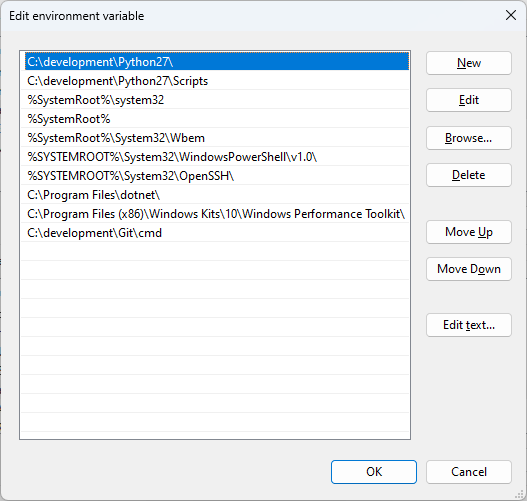 Edit environment variable
C:\development\Python27\
C:\development\Python27\Scripts
%SystemRoot%\system32
%SystemRoot%
%SystemRoot%\System32\Wbem
%SYSTEMROOT%\System32\WindowsPowerShell\v1.0\
%SYSTEMROOT%\System32\OpenSSH\
C:\Program Files\dotnet\
C:\Program Files (x86)\Windows Kits\10\Windows Performance Toolkit\
C:\development\Git\cmd
New
Edit
Browse...
Delete
Move Up
Move Down
Edit text...
OK
Cancel